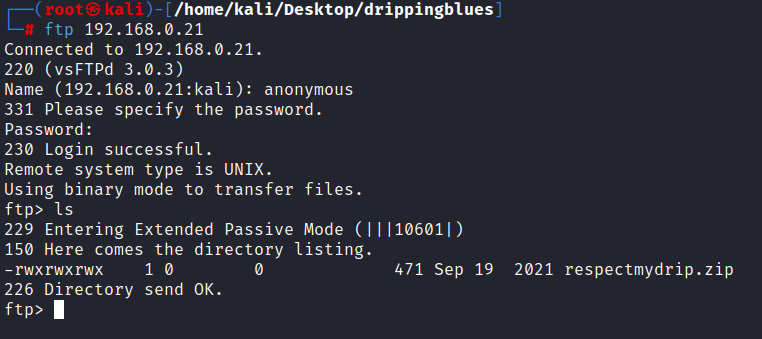 ┌──(root㉿kali)-[/home/kali/Desktop/drippingblues]
└─# ftp 192.168.0.21
Connected to 192.168.0.21.
220 (vsFTPd 3.0.3)
Name (192.168.0.21:kali): anonymous
331 Please specify the password.
Password:
230 Login successful.
Remote system type is UNIX.
Using binary mode to transfer files.
ftp> ls
229 Entering Extended Passive Mode (|||10601|)
150 Here comes the directory listing.
-rwxrwxrwx    1 0        0             471 Sep 19  2021 respectmydrip.zip
226 Directory send OK.
ftp>